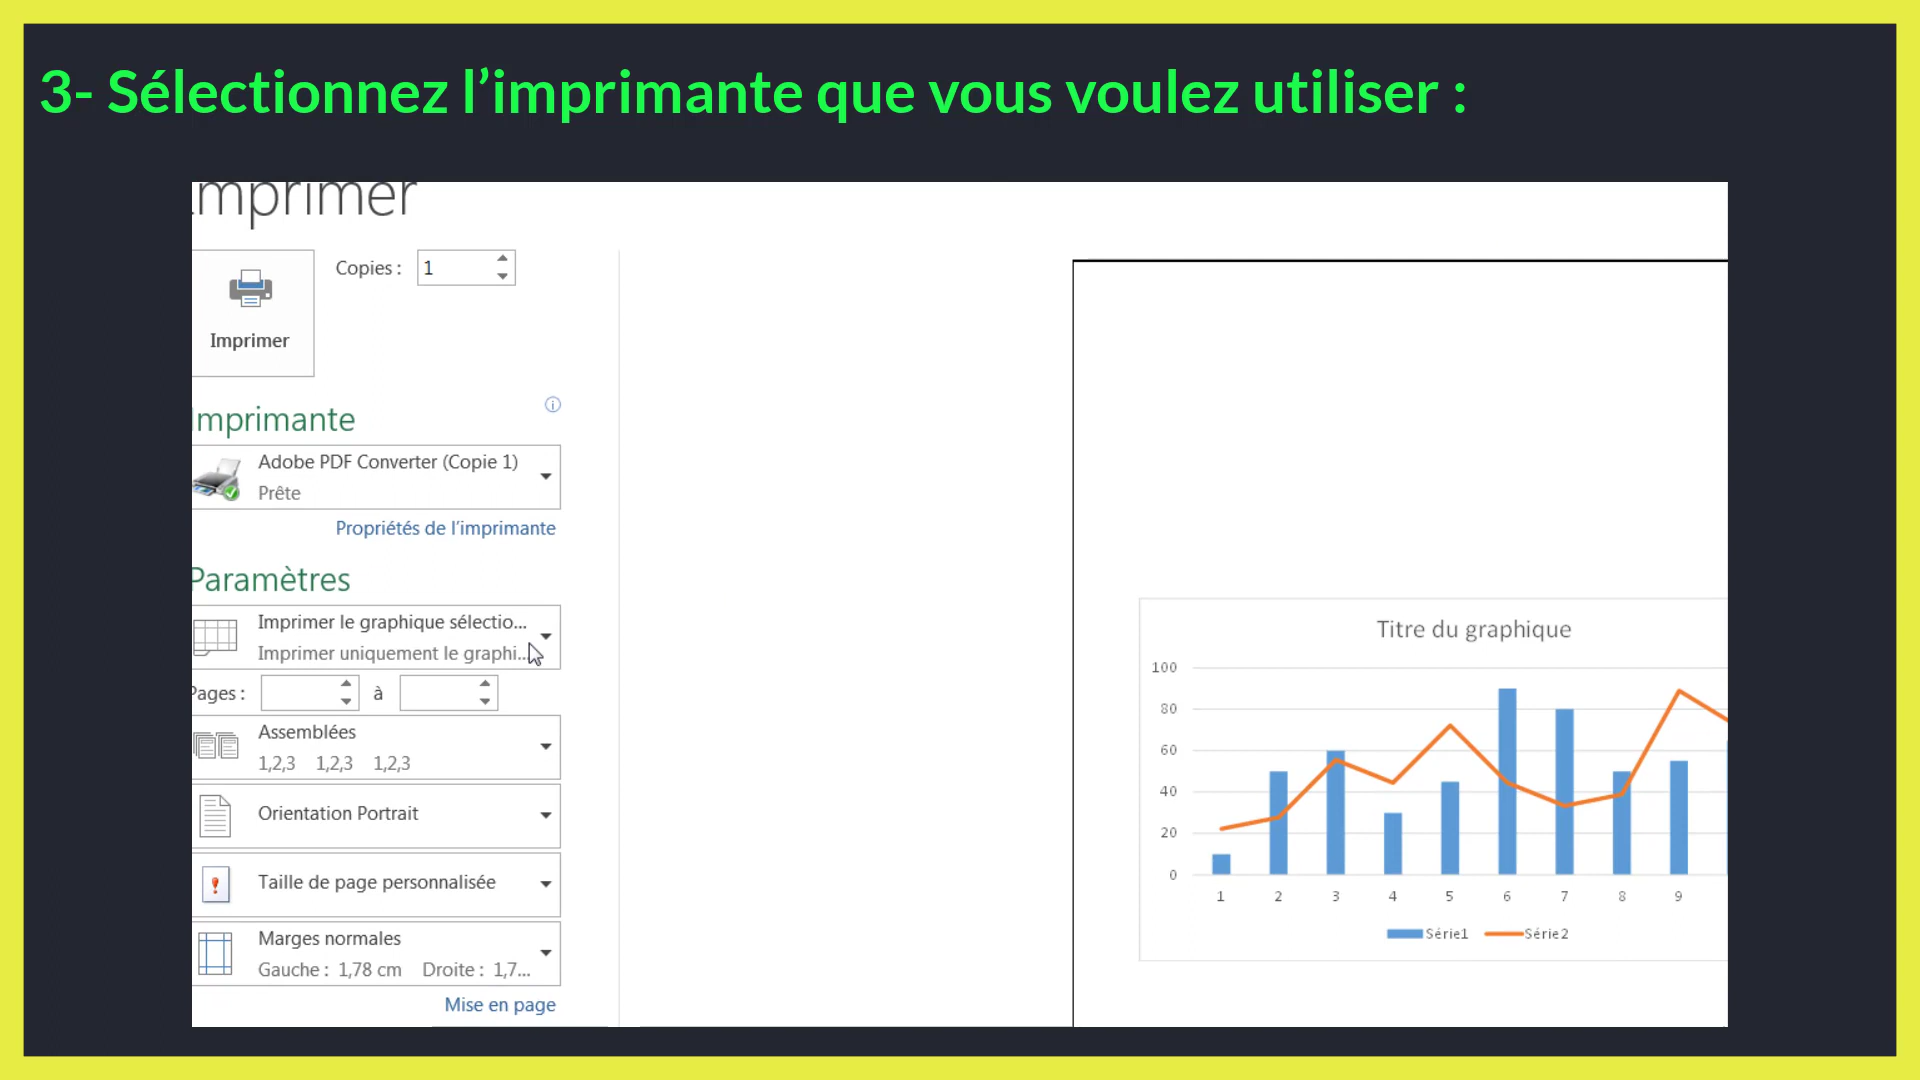 3- Sélectionnez l’imprimante que vous voulez utiliser :
Imprimer
Copies : 1
Imprimer
Imprimante
Adobe PDF Converter (Copie 1)
Prête
Propriétés de l’imprimante
Paramètres
Imprimer le graphique sélectio...
Imprimer uniquement le graphi...
Pages : à
Assemblées
1,2,3 1,2,3 1,2,3
Orientation Portrait
Taille de page personnalisée
Marges normales
Gauche : 1,78 cm Droite : 1,7...
Mise en page
Titre du graphique
100
80
60
40
20
0
1 2 3 4 5 6 7 8 9
Série1 Série2